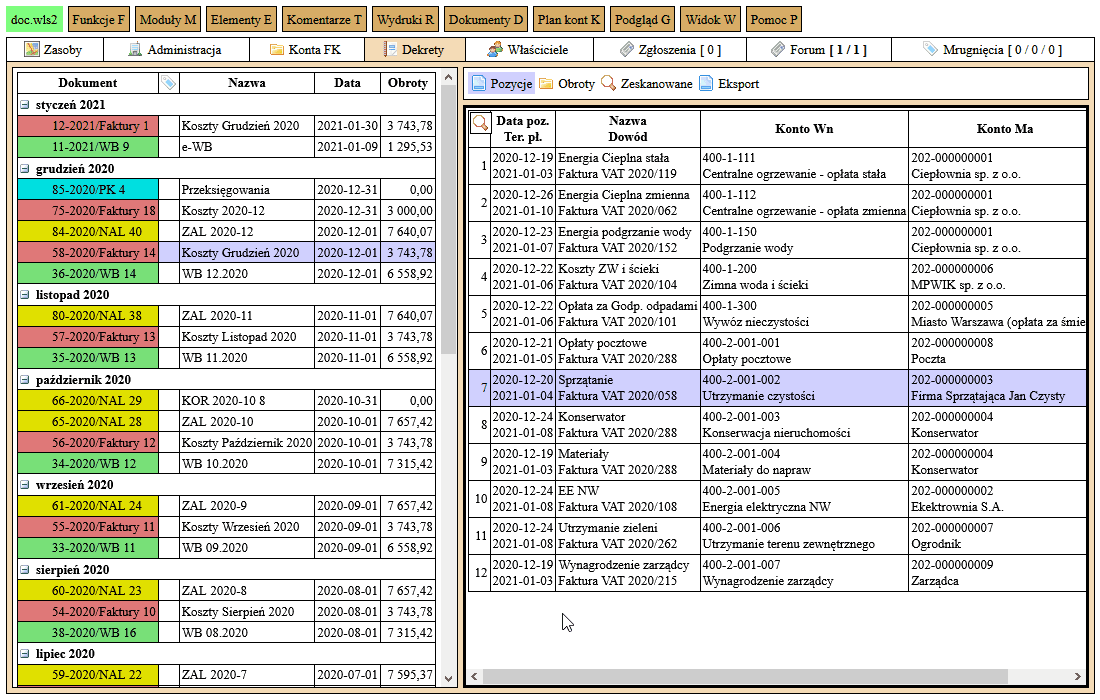 doc.wls2 Funkcje F Moduły M Elementy E Komentarze T Wydruki R Dokumenty D Plan kont K Podgląd G Widok W Pomoc P
Zasoby Administracja Konta FK Dekrety Właściciele Zgłoszenia [ 0 ] Forum [ 1 / 1 ] Mrugnięcia [ 0 / 0 / 0 ]
Dokument Nazwa Data Obroty
styczeń 2021
12-2021/Faktury 1 Koszty Grudzień 2020 2021-01-30 3 743,78
11-2021/WB 9 e-WB 2021-01-09 1 295,53
grudzień 2020
85-2020/PK 4 Przeksięgowania 2020-12-31 0,00
75-2020/Faktury 18 Koszty 2020-12 2020-12-31 3 000,00
84-2020/NAL 40 ZAL 2020-12 2020-12-01 7 640,07
58-2020/Faktury 14 Koszty Grudzień 2020 2020-12-01 3 743,78
36-2020/WB 14 WB 12.2020 2020-12-01 6 558,92
listopad 2020
80-2020/NAL 38 ZAL 2020-11 2020-11-01 7 640,07
57-2020/Faktury 13 Koszty Listopad 2020 2020-11-01 3 743,78
35-2020/WB 13 WB 11.2020 2020-11-01 6 558,92
październik 2020
66-2020/NAL 29 KOR 2020-10 8 2020-10-31 0,00
65-2020/NAL 28 ZAL 2020-10 2020-10-01 7 657,42
56-2020/Faktury 12 Koszty Październik 2020 2020-10-01 3 743,78
34-2020/WB 12 WB 10.2020 2020-10-01 7 315,42
wrzesień 2020
61-2020/NAL 24 ZAL 2020-9 2020-09-01 7 657,42
55-2020/Faktury 11 Koszty Wrzesień 2020 2020-09-01 3 743,78
33-2020/WB 11 WB 09.2020 2020-09-01 6 558,92
sierpień 2020
60-2020/NAL 23 ZAL 2020-8 2020-08-01 7 657,42
54-2020/Faktury 10 Koszty Sierpień 2020 2020-08-01 3 743,78
38-2020/WB 16 WB 08.2020 2020-08-01 7 315,42
lipiec 2020
59-2020/NAL 22 ZAL 2020-7 2020-07-01 7 595,37
Pozycje Obroty Zeskanowane Eksport
Data poz. Nazwa Konto Wn Konto Ma
Ter. pł. Dowód
1 2020-12-19 Energia Cieplna stała 400-1-111 202-000000001
2021-01-03 Faktura VAT 2020/119 Centralne ogrzewanie - opłata stała Ciepłownia sp. z o.o.
2 2020-12-26 Energia Cieplna zmienna 400-1-112 202-000000001
2021-01-10 Faktura VAT 2020/062 Centralne ogrzewanie - opłata zmienna Ciepłownia sp. z o.o.
3 2020-12-23 Energia podgrzanie wody 400-1-150 202-000000001
2021-01-07 Faktura VAT 2020/152 Podgrzanie wody Ciepłownia sp. z o.o.
4 2020-12-22 Koszty ZW i ścieki 400-1-200 202-000000006
2021-01-06 Faktura VAT 2020/104 Zimna woda i ścieki MPWIK sp. z o.o.
5 2020-12-22 Opłata za Godp. odpadami 400-1-300 202-000000005
2021-01-06 Faktura VAT 2020/101 Wywóz nieczystości Miasto Warszawa (opłata za śmie
6 2020-12-21 Opłaty pocztowe 400-2-001-001 202-000000008
2021-01-05 Faktura VAT 2020/288 Opłaty pocztowe Poczta
7 2020-12-20 Sprzątanie 400-2-001-002 202-000000003
2021-01-04 Faktura VAT 2020/058 Utrzymanie czystości Firma Sprzątająca Jan Czysty
8 2020-12-24 Konserwator 400-2-001-003 202-000000004
2021-01-08 Faktura VAT 2020/288 Konserwacja nieruchomości Konserwator
9 2020-12-19 Materiały 400-2-001-004 202-000000004
2021-01-03 Faktura VAT 2020/288 Materiały do napraw Konserwator
10 2020-12-24 EE NW 400-2-001-005 202-000000002
2021-01-08 Faktura VAT 2020/108 Energia elektryczna NW Ekektrownia S.A.
11 2020-12-24 Utrzymanie zieleni 400-2-001-006 202-000000007
2021-01-08 Faktura VAT 2020/262 Utrzymanie terenu zewnętrznego Ogrodnik
12 2020-12-19 Wynagrodzenie zarządcy 400-2-001-007 202-000000009
2021-01-03 Faktura VAT 2020/215 Wynagrodzenie zarządcy Zarządca